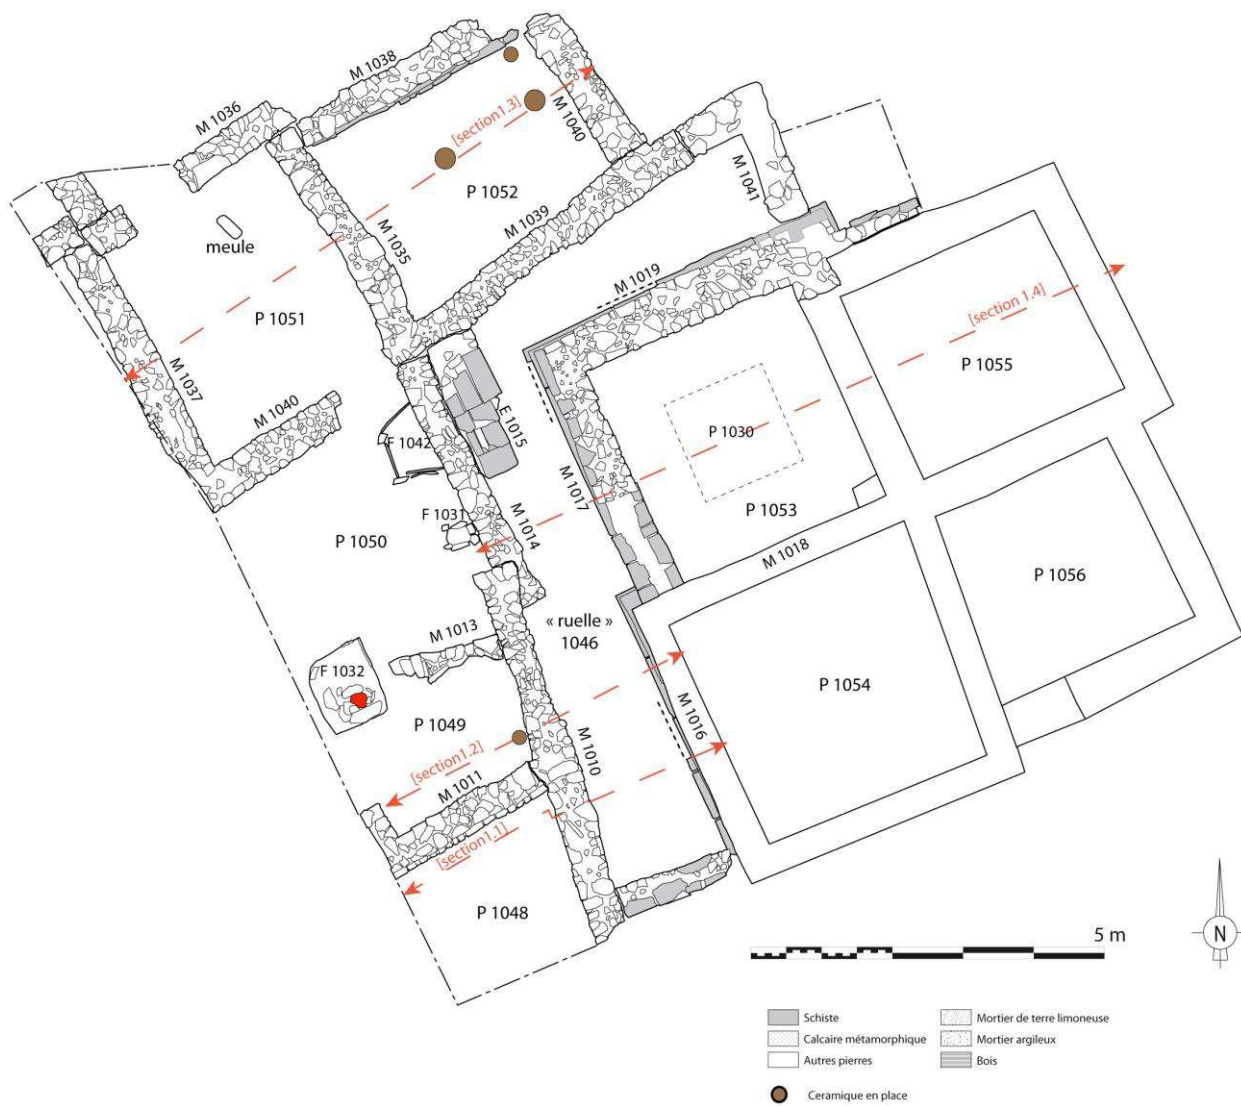 M 1038
M 1036
[section1.3]
M 1040
P 1052
M 1041
meule
M 1035
M 1039
M 1019
[section 1.4]
P 1051
P 1055
M 1037
M 1040
E 1015
P 1030
F 1042
M 1017
P 1053
F 1031
M 1014
P 1050
M 1018
P 1056
« ruelle »
1046
M 1013
F 1032
P 1054
P 1049
M 1016
M 1010
[section1.2]
M 1011
[section1.1]
P 1048
5 m
N
Schiste
Calcaire métamorphique
Autres pierres
Mortier de terre limoneuse
Mortier argileux
Bois
Ceramique en place